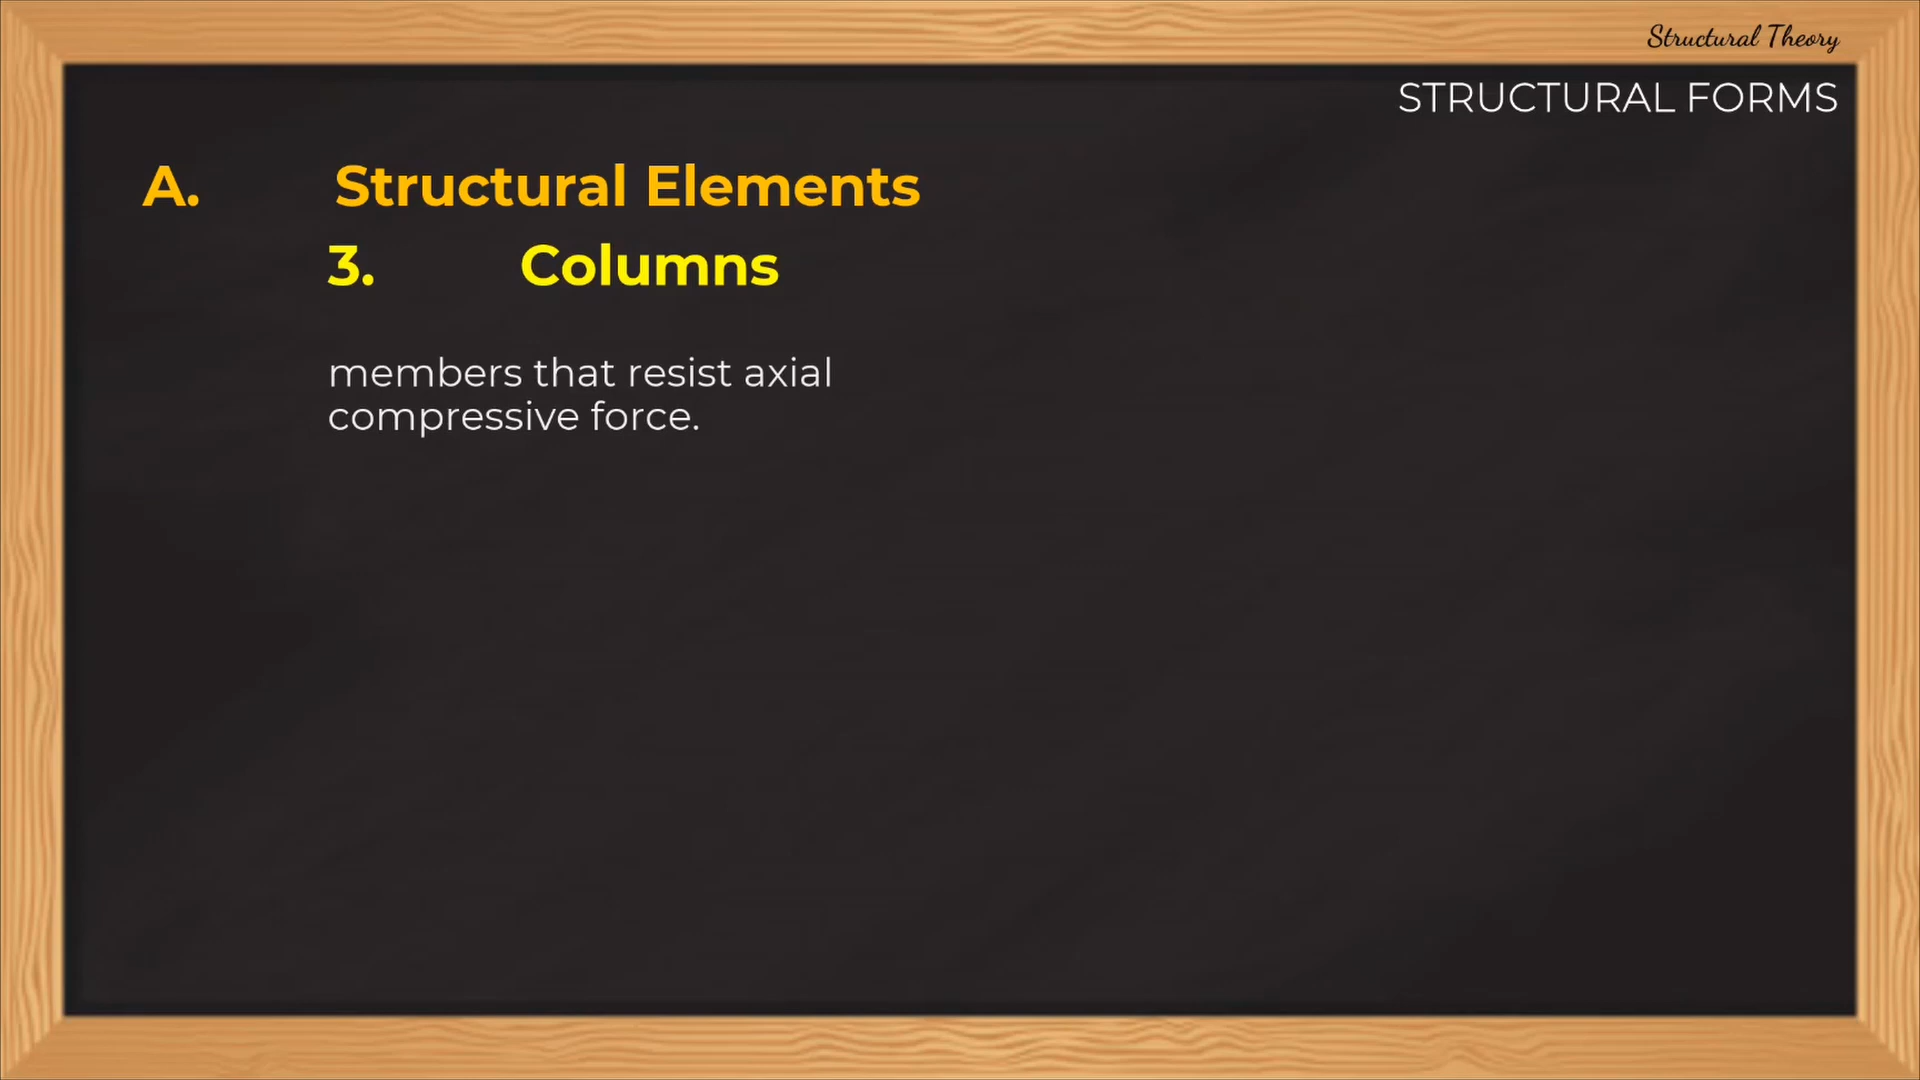 Structural Theory
STRUCTURAL FORMS
A. Structural Elements
3. Columns
members that resist axial
compressive force.